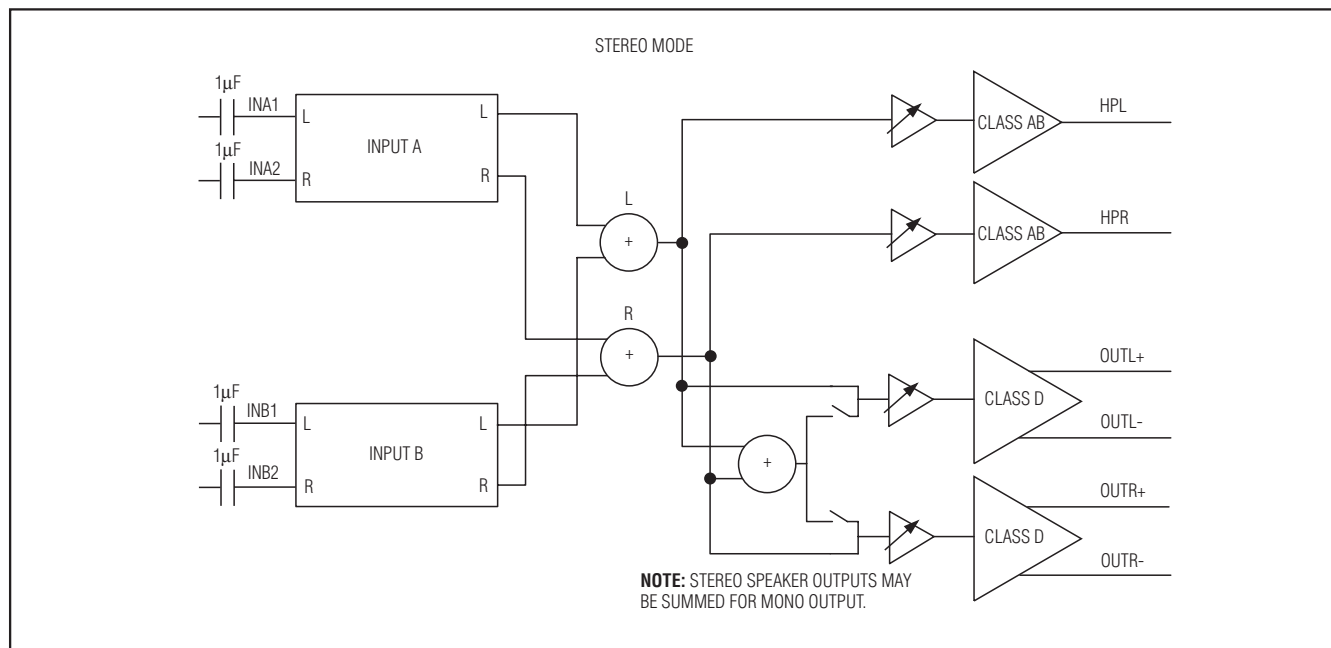 STEREO MODE
1μF
INA1
L
L
1μF
INA2
R
R
INPUT A
L
+
R
+
1μF
INB1
L
L
1μF
INB2
R
R
INPUT B
+
CLASS AB
HPL
CLASS AB
HPR
CLASS D
OUTL+
OUTL-
CLASS D
OUTR+
OUTR-
NOTE: STEREO SPEAKER OUTPUTS MAY
BE SUMMED FOR MONO OUTPUT.